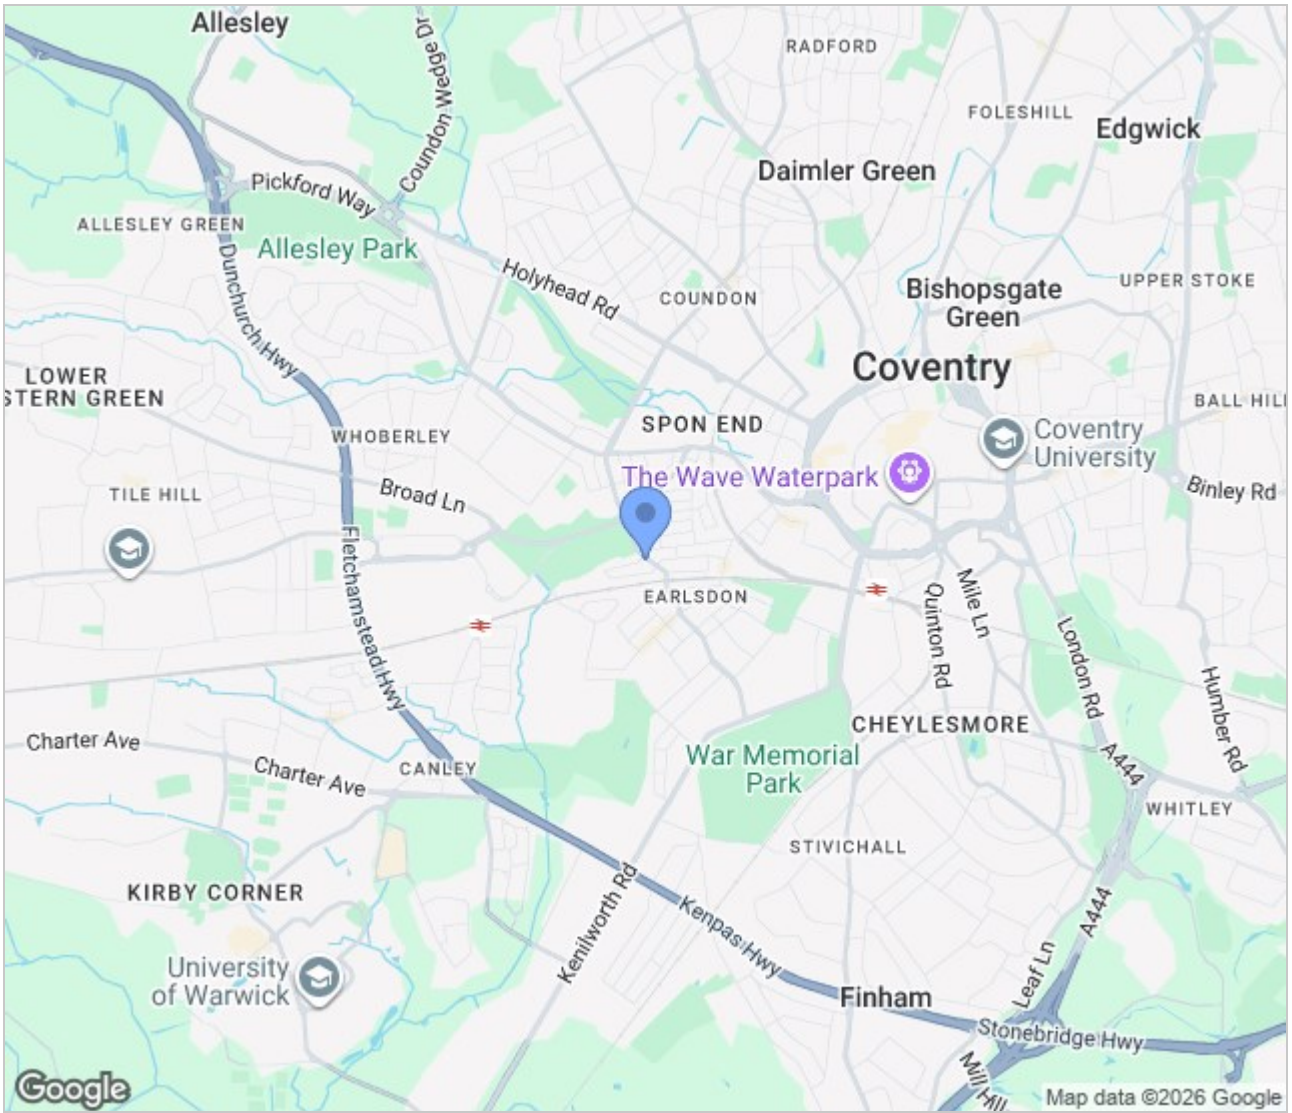 Allesley
Coundon Wedge Dr
RADFORD
FOLESHILL
Edgwick
Daimler Green
Pickford Way
ALLESLEY GREEN
Allesley Park
Dunchurch Hwy
Holyhead Rd
COUNDON
Bishopsgate
Green
UPPER STOKE
Coventry
LOWER
STERN GREEN
BALL HILL
SPON END
WHOBERLEY
Coventry
University
The Wave Waterpark
TILE HILL
Broad Ln
Binley Rd
Fletchamstead Hwy
EARLSDON
Mile Ln
Quinton Rd
London Rd
Humber Rd
CHEYLESMORE
Charter Ave
War Memorial
Park
A444
Charter Ave
CANLEY
WHITLEY
STIVICHALL
KIRBY CORNER
Kenilworth Rd
Kenpas Hwy
A444
University
of Warwick
Leaf Ln
Finham
Stonebridge Hwy
Mill Hill
Google
Map data ©2026 Google